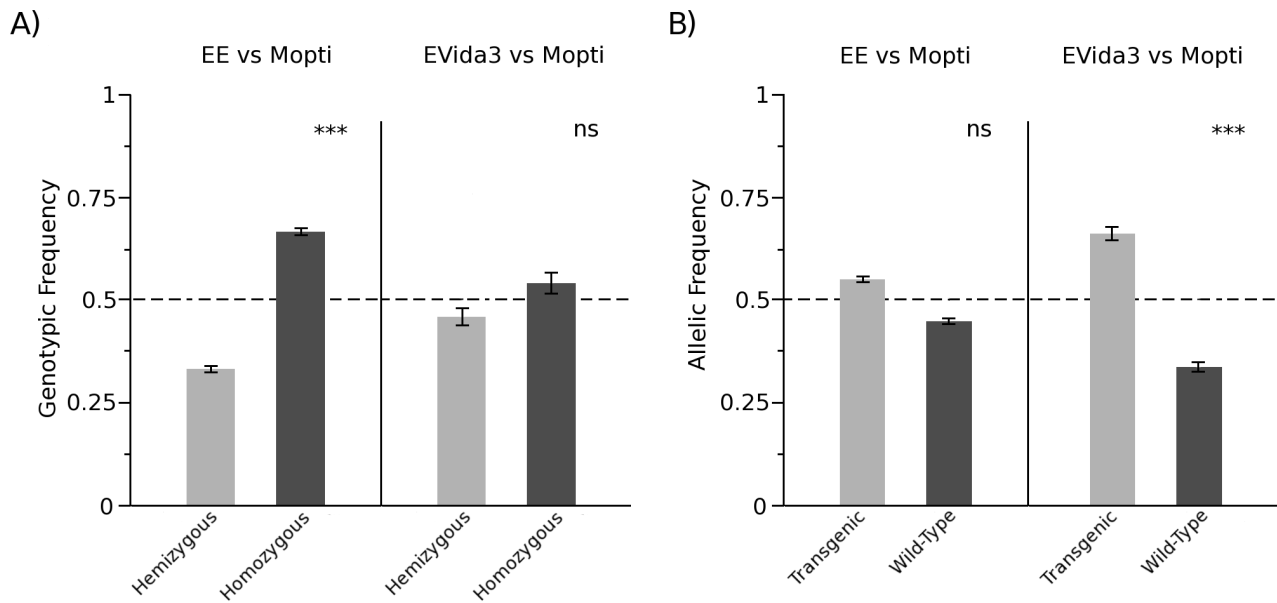 A)
EE vs Mopti
EVida3 vs Mopti
1
0.75
0.5
0.25
0
Genotypic Frequency
***
ns
Hemizygous
Homozygous
Hemizygous
Homozygous
B)
EE vs Mopti
EVida3 vs Mopti
1
0.75
0.5
0.25
0
Allelic Frequency
ns
***
Transgenic
Wild-Type
Transgenic
Wild-Type